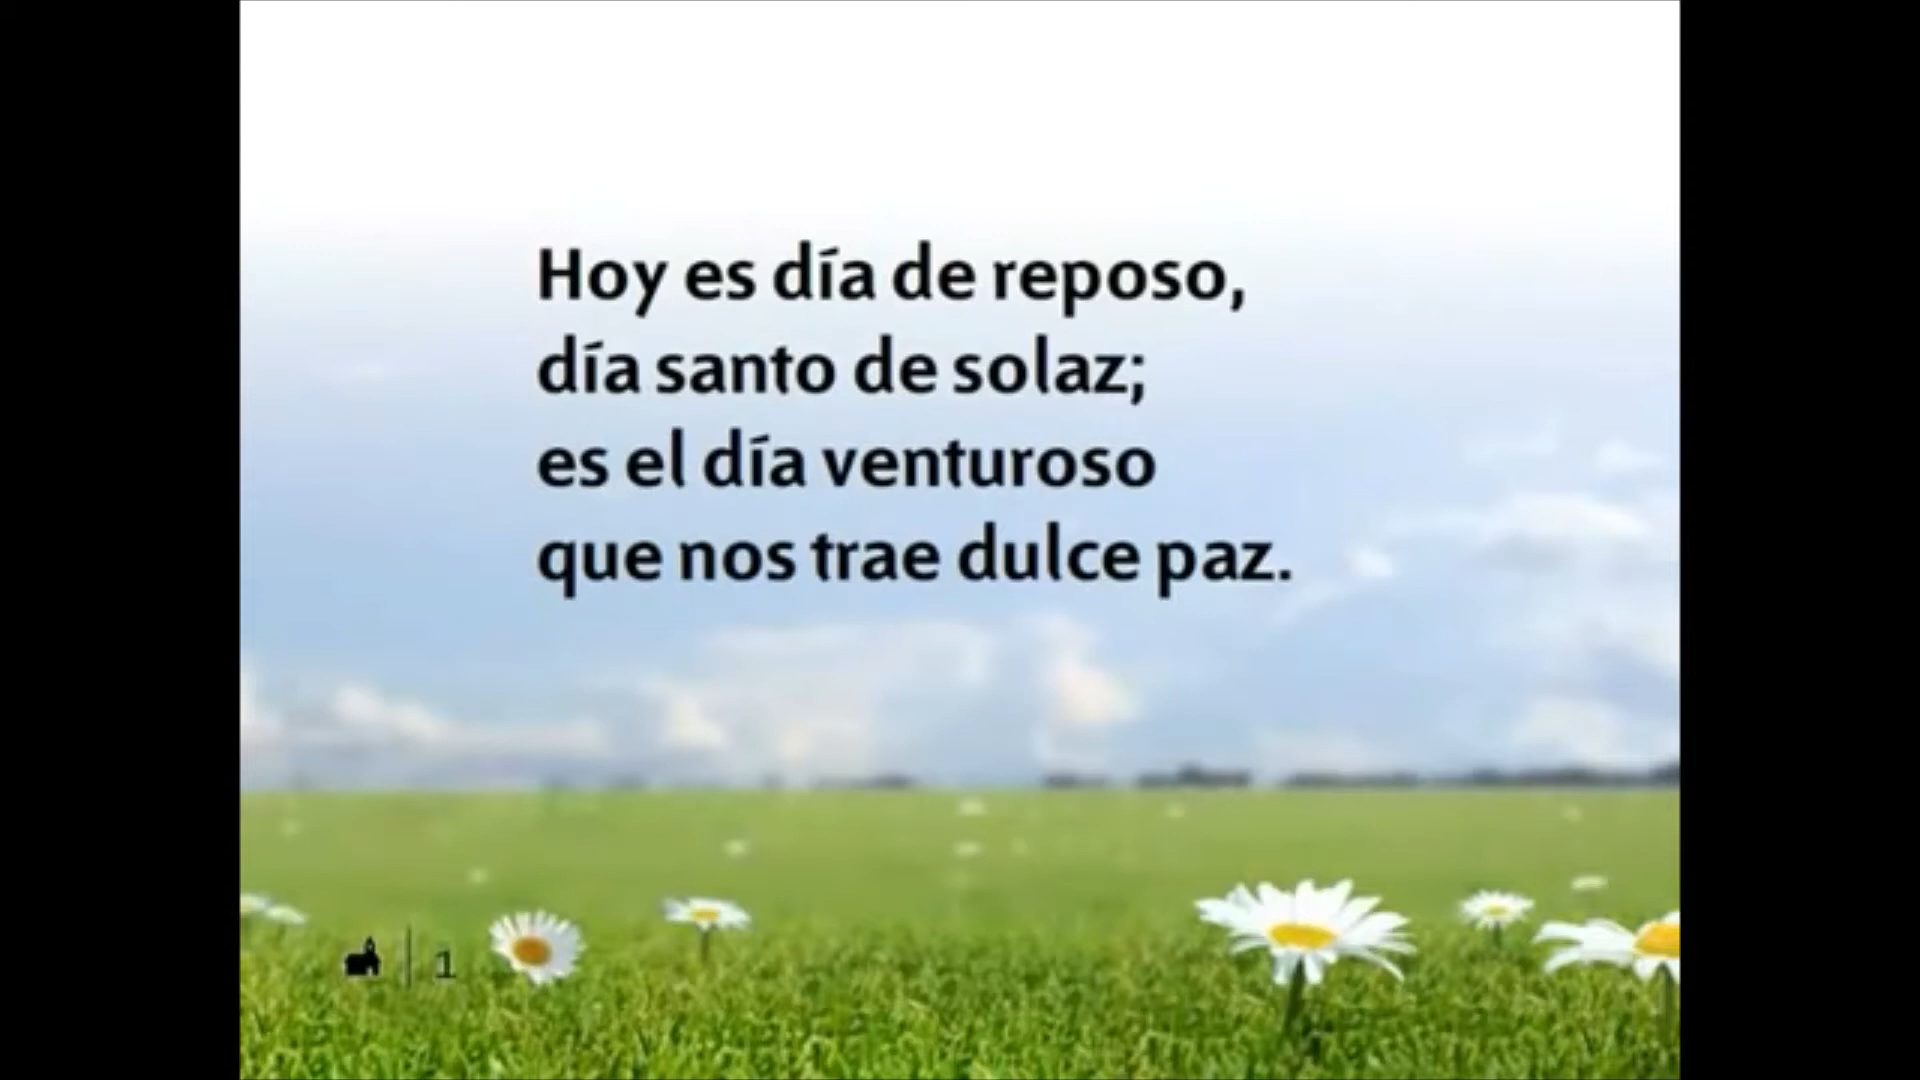 Hoy es día de reposo,
día santo de solaz;
es el día venturoso
que nos trae dulce paz.
1